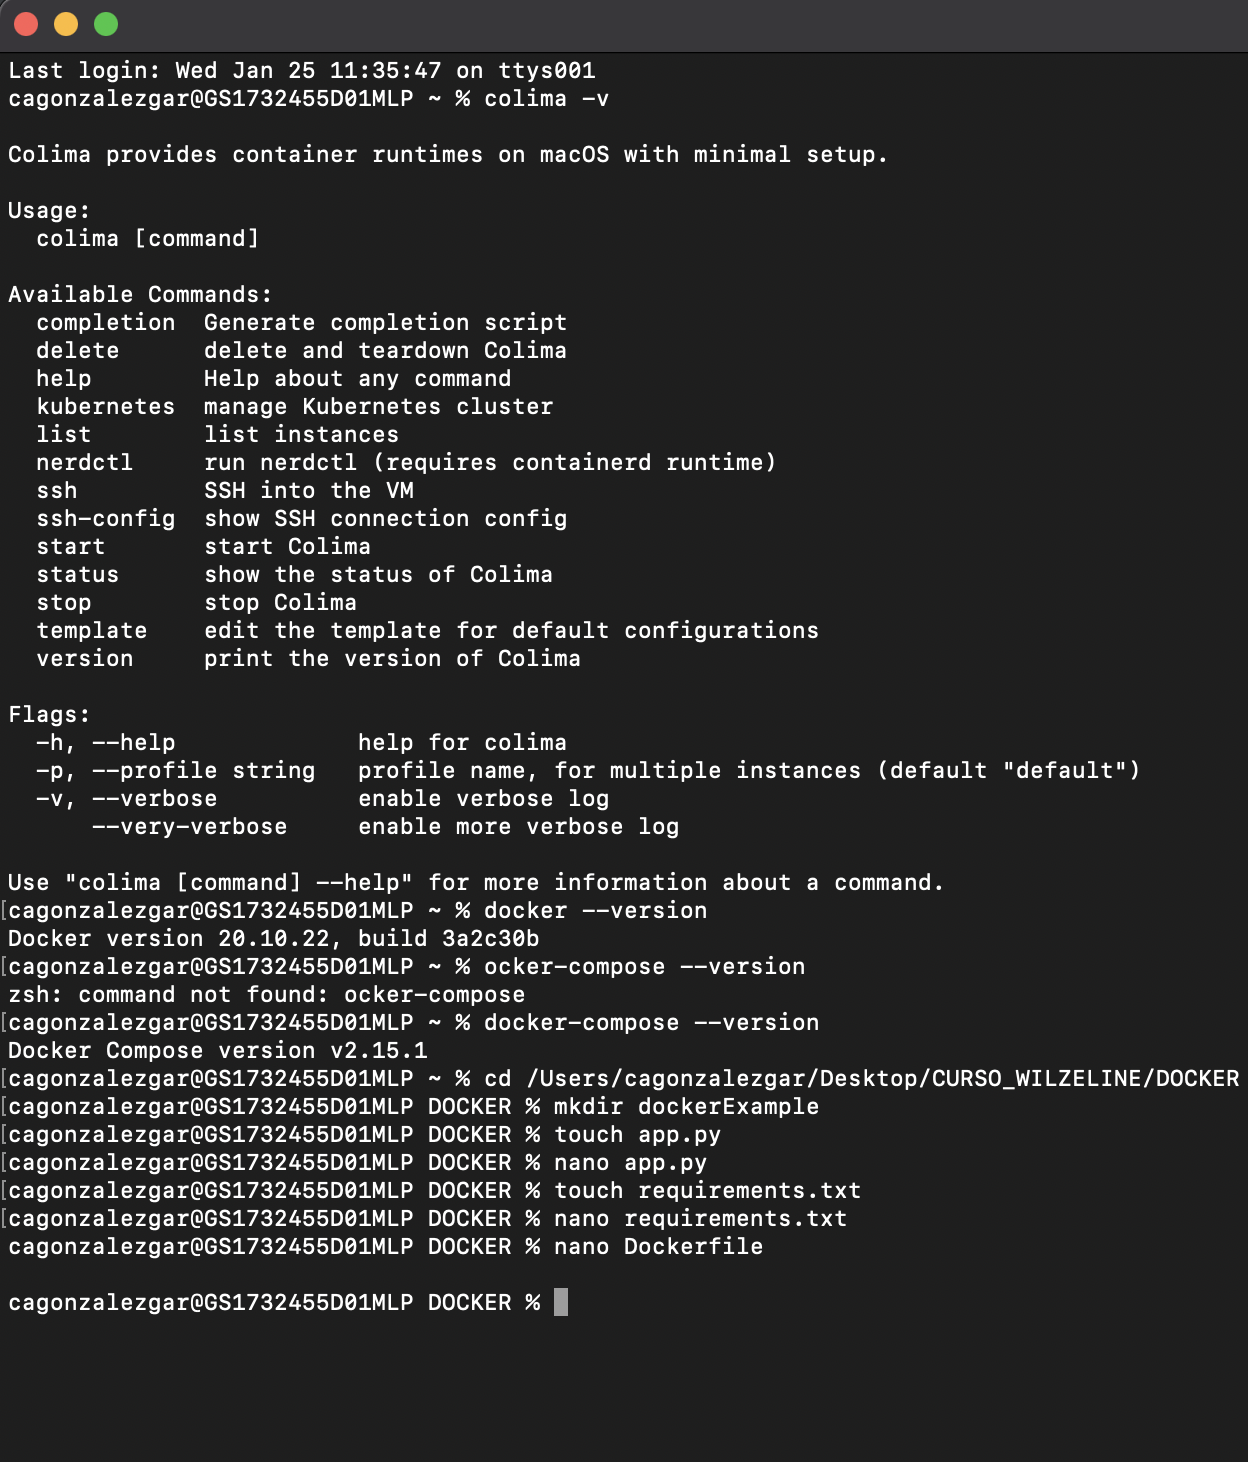 Last login: Wed Jan 25 11:35:47 on ttys001
cagonzalezgar@GS1732455D01MLP ~ % colima -v
Colima provides container runtimes on macOS with minimal setup.
Usage:
  colima [command]
Available Commands:
  completion  Generate completion script
  delete      delete and teardown Colima
  help        Help about any command
  kubernetes  manage Kubernetes cluster
  list        list instances
  nerdctl     run nerdctl (requires containerd runtime)
  ssh         SSH into the VM
  ssh-config  show SSH connection config
  start       start Colima
  status      show the status of Colima
  stop        stop Colima
  template    edit the template for default configurations
  version     print the version of Colima
Flags:
  -h, --help             help for colima
  -p, --profile string   profile name, for multiple instances (default "default")
  -v, --verbose          enable verbose log
      --very-verbose     enable more verbose log
Use "colima [command] --help" for more information about a command.
[cagonzalezgar@GS1732455D01MLP ~ % docker --version
Docker version 20.10.22, build 3a2c30b
[cagonzalezgar@GS1732455D01MLP ~ % ocker-compose --version
zsh: command not found: ocker-compose
[cagonzalezgar@GS1732455D01MLP ~ % docker-compose --version
Docker Compose version v2.15.1
[cagonzalezgar@GS1732455D01MLP ~ % cd /Users/cagonzalezgar/Desktop/CURSO_WILZELINE/DOCKER
[cagonzalezgar@GS1732455D01MLP DOCKER % mkdir dockerExample
[cagonzalezgar@GS1732455D01MLP DOCKER % touch app.py
[cagonzalezgar@GS1732455D01MLP DOCKER % nano app.py
[cagonzalezgar@GS1732455D01MLP DOCKER % touch requirements.txt
[cagonzalezgar@GS1732455D01MLP DOCKER % nano requirements.txt
cagonzalezgar@GS1732455D01MLP DOCKER % nano Dockerfile
cagonzalezgar@GS1732455D01MLP DOCKER %